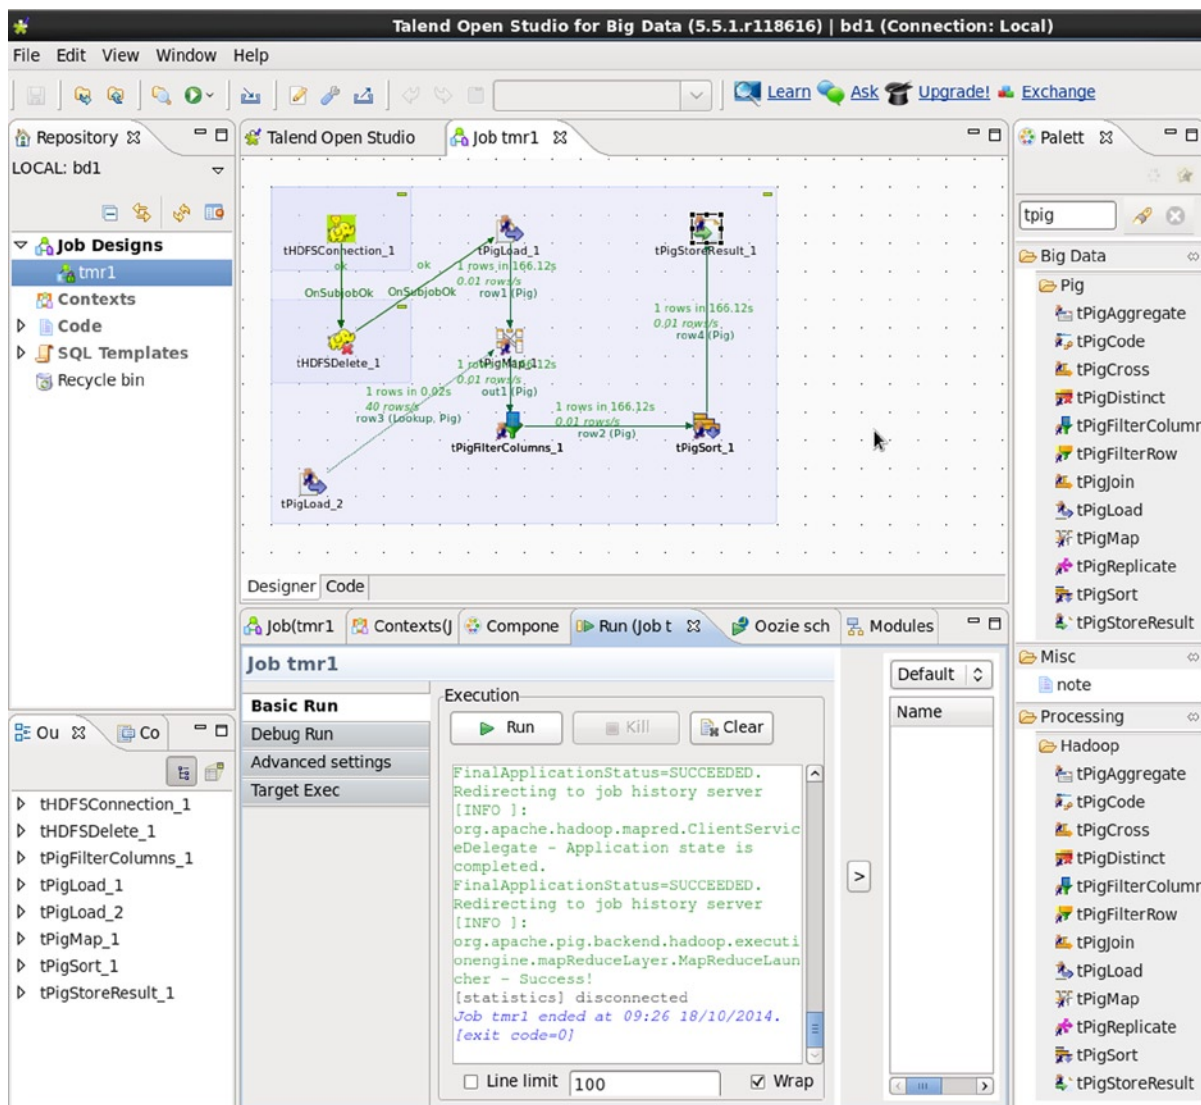 Talend Open Studio for Big Data (5.5.1.r118616) | bd1 (Connection: Local)
File Edit View Window Help
Learn Ask Upgrade! Exchange
Repository
LOCAL: bd1
Job Designs
tmr1
Contexts
Code
SQL Templates
Recycle bin
Talend Open Studio
Job tmr1
tHDFSConnection_1
ok
OnSubjobOk
tHDFSDelete_1
ok
OnSubjobOk
tPigLoad_1
1 rows in 166.12s
0.01 rows/s
row1 (Pig)
tPigMap_1
1 rows in 166.12s
0.01 rows/s
out1 (Pig)
1 rows in 0.02s
40 rows/s
row3 (Lookup, Pig)
tPigLoad_2
tPigFilterColumns_1
1 rows in 166.12s
0.01 rows/s
row2 (Pig)
tPigSort_1
1 rows in 166.12s
0.01 rows/s
row4 (Pig)
tPigStoreResult_1
Designer Code
Palett
tpig
Big Data
Pig
tPigAggregate
tPigCode
tPigCross
tPigDistinct
tPigFilterColumr
tPigFilterRow
tPigJoin
tPigLoad
tPigMap
tPigReplicate
tPigSort
tPigStoreResult
Misc
note
Processing
Hadoop
tPigAggregate
tPigCode
tPigCross
tPigDistinct
tPigFilterColumr
tPigFilterRow
tPigJoin
tPigLoad
tPigMap
tPigReplicate
tPigSort
tPigStoreResult
Ou Co
tHDFSConnection_1
tHDFSDelete_1
tPigFilterColumns_1
tPigLoad_1
tPigLoad_2
tPigMap_1
tPigSort_1
tPigStoreResult_1
Job(tmr1 Contexts(J Compone Run (Job t Oozie sch Modules
Job tmr1
Basic Run
Debug Run
Advanced settings
Target Exec
Execution
Run Kill Clear
FinalApplicationStatus=SUCCEEDED.
Redirecting to job history server
[INFO ]:
org.apache.hadoop.mapred.ClientServic
eDelegate - Application state is
completed.
FinalApplicationStatus=SUCCEEDED.
Redirecting to job history server
[INFO ]:
org.apache.pig.backend.hadoop.executi
onengine.mapReduceLayer.MapReduceLaun
cher - Success!
[statistics] disconnected
Job tmr1 ended at 09:26 18/10/2014.
[exit code=0]
Line limit 100 Wrap
>
Default
Name